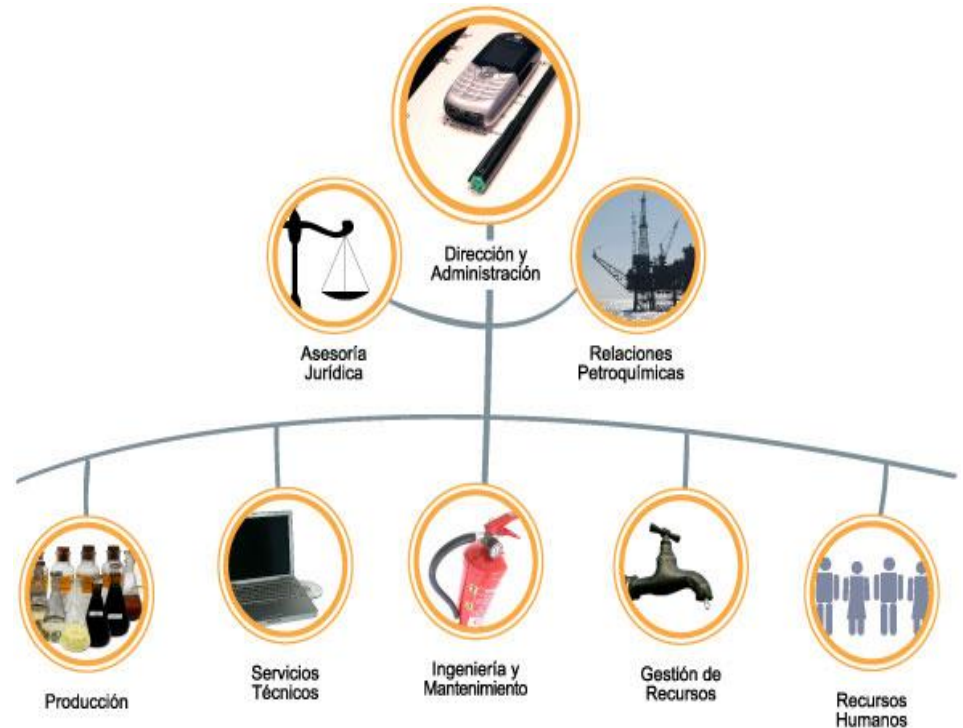 Dirección y
Administración
Asesoría
Jurídica
Relaciones
Petroquímicas
Producción
Servicios
Técnicos
Ingeniería y
Mantenimiento
Gestión de
Recursos
Recursos
Humanos